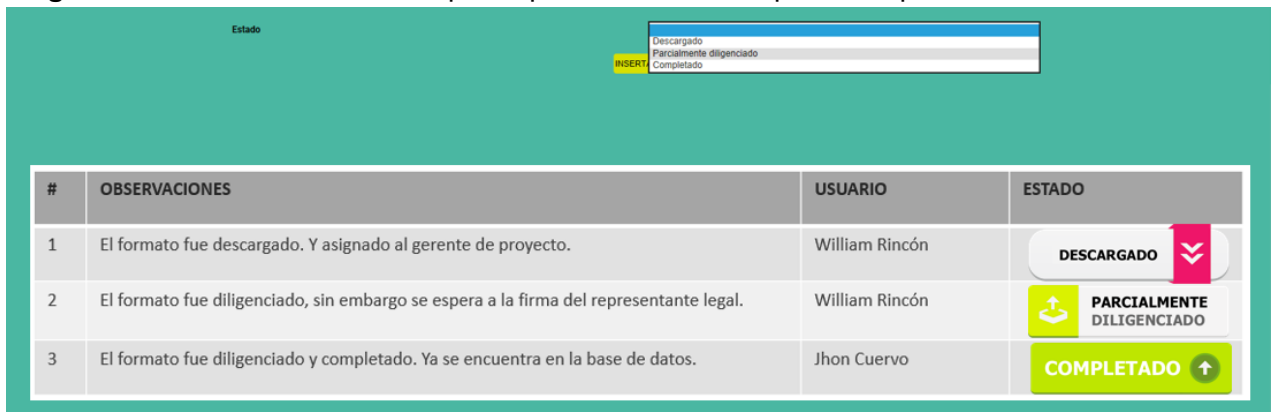 Estado
Descargado
Parcialmente diligenciado
INSERTA Completado
# OBSERVACIONES USUARIO ESTADO
1 El formato fue descargado. Y asignado al gerente de proyecto. William Rincón DESCARGADO
2 El formato fue diligenciado, sin embargo se espera a la firma del representante legal. William Rincón PARCIALMENTE
DILIGENCIADO
3 El formato fue diligenciado y completado. Ya se encuentra en la base de datos. Jhon Cuervo COMPLETADO